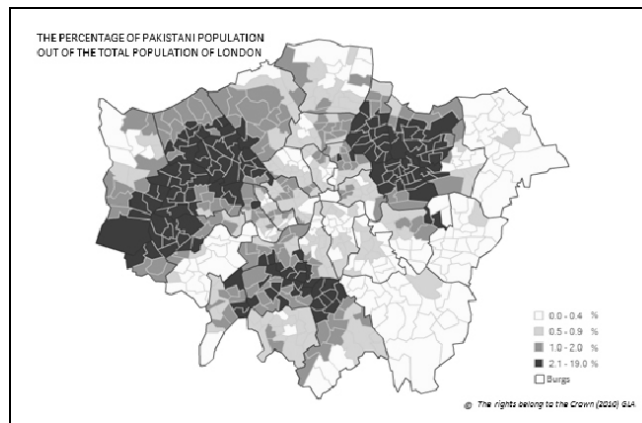 THE PERCENTAGE OF PAKISTANI POPULATION
OUT OF THE TOTAL POPULATION OF LONDON
0.0 - 0.4 %
0.5 - 0.9 %
1.0 - 2.0 %
2.1 - 19.0 %
Burgs
© The rights belong to the Crown (2010) GLA